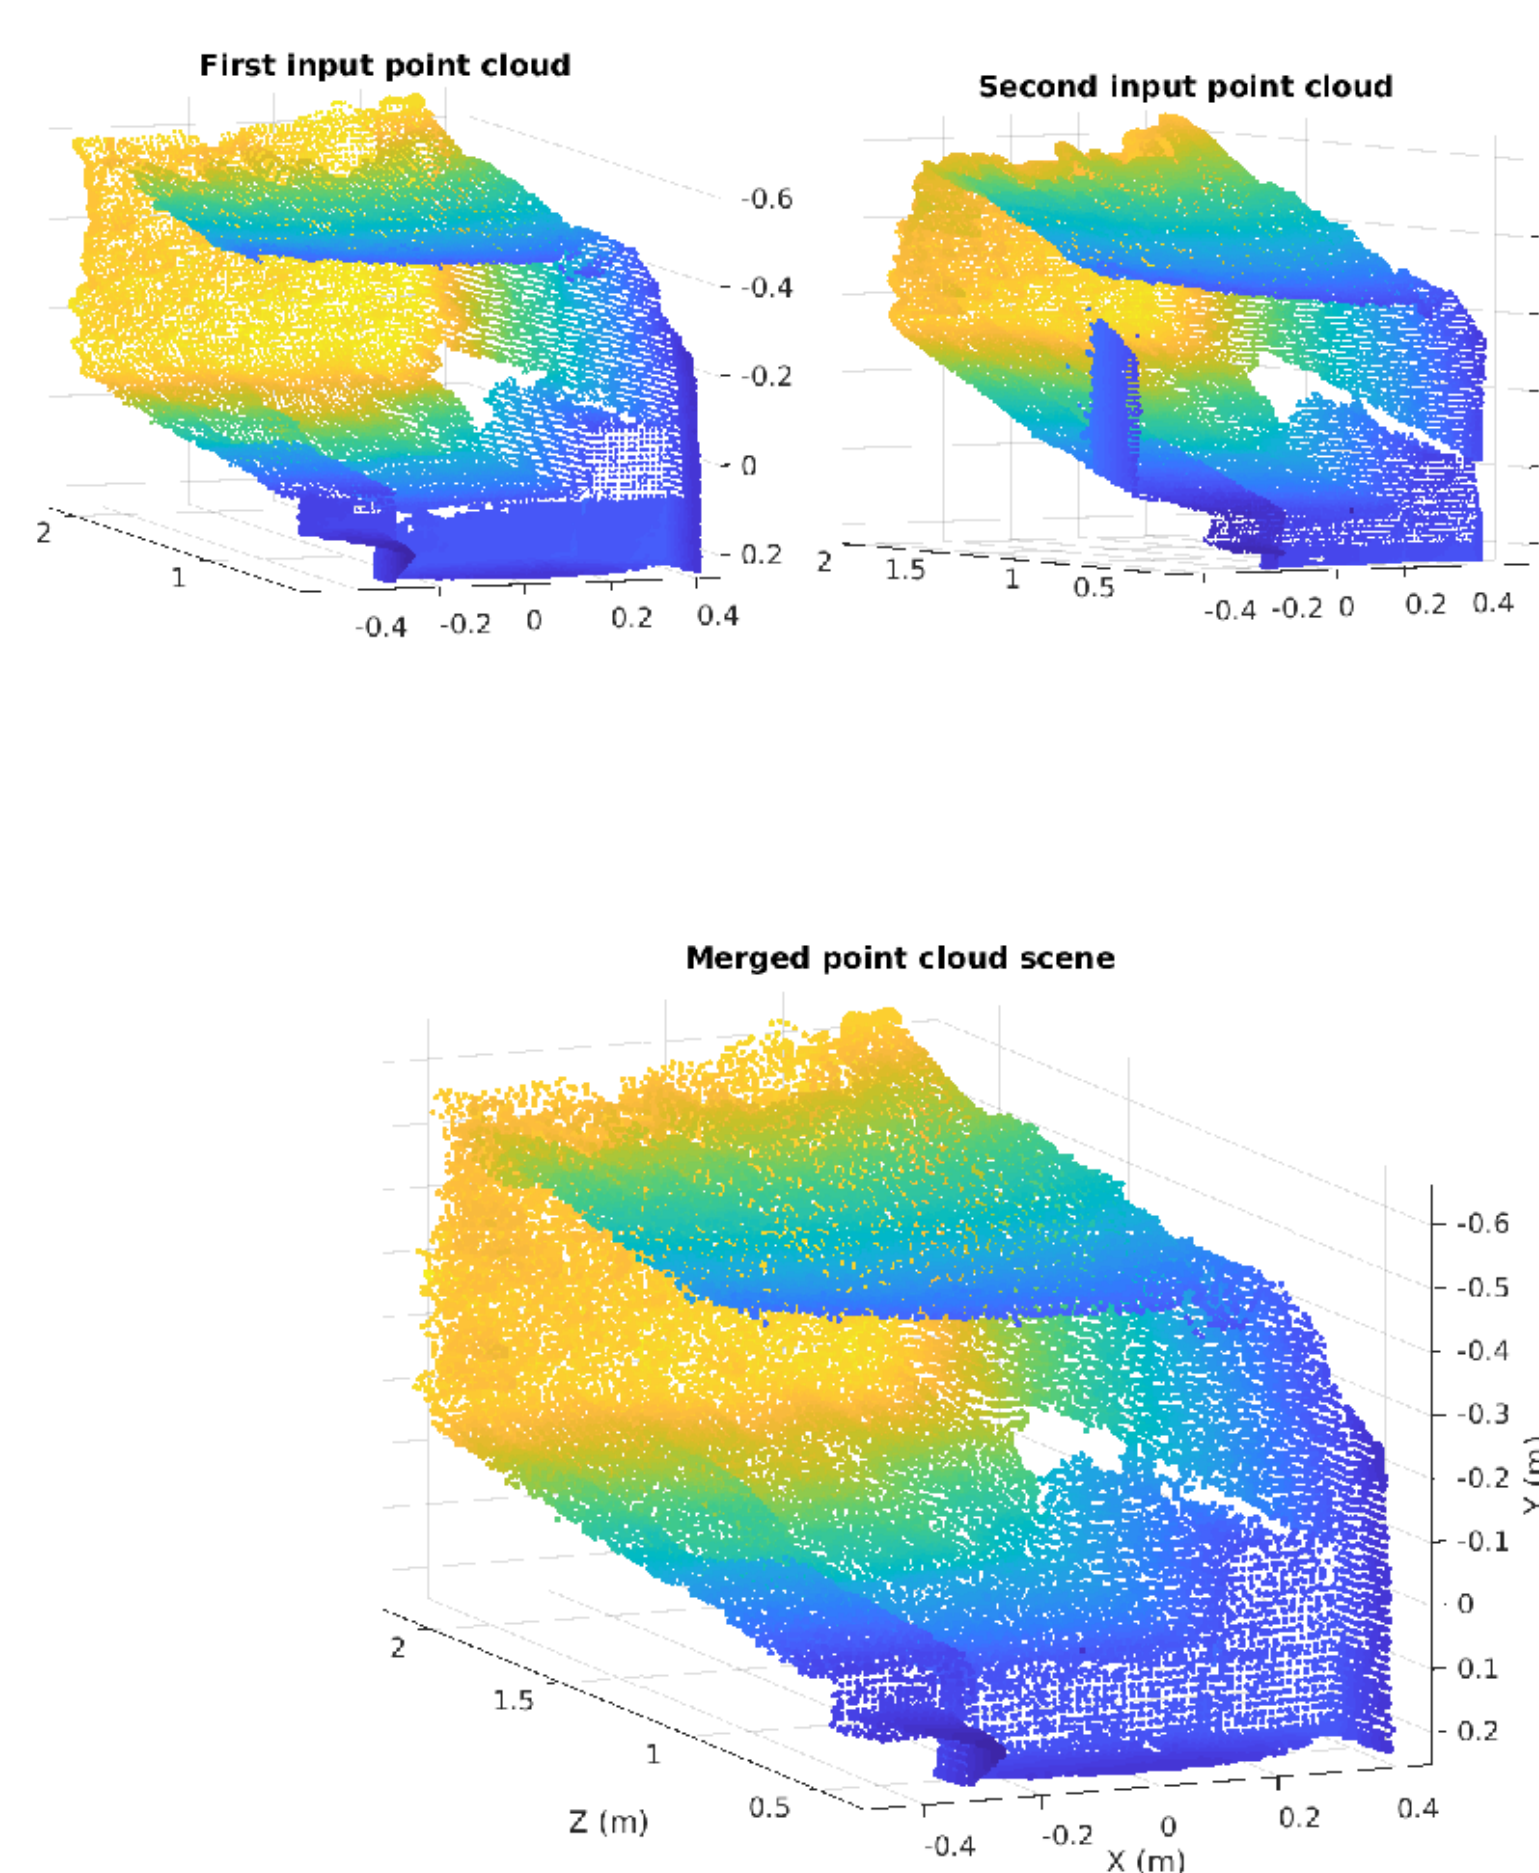 First input point cloud
Second input point cloud
-0.6
-0.4
-0.2
0
0.2
2
1
-0.4 -0.2 0 0.2 0.4
2 1.5 1 0.5
-0.4 -0.2 0 0.2 0.4
Merged point cloud scene
-0.6
-0.5
-0.4
-0.3
-0.2
-0.1
0
0.1
0.2
Y (m)
2
1.5
1
0.5
Z (m)
-0.4 -0.2 0 0.2 0.4
X (m)